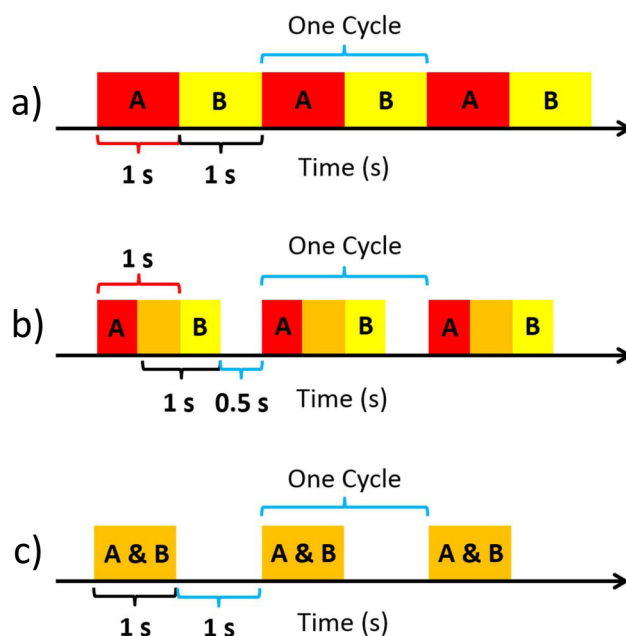 One Cycle
a)
A B A B A B
1 s 1 s Time (s)
1 s One Cycle
b)
A B A B A B
1 s 0.5 s Time (s)
One Cycle
c)
A & B A & B A & B
1 s 1 s Time (s)